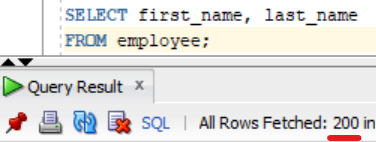 SELECT first_name, last_name
FROM employee;
Query Result x
SQL | All Rows Fetched: 200 in